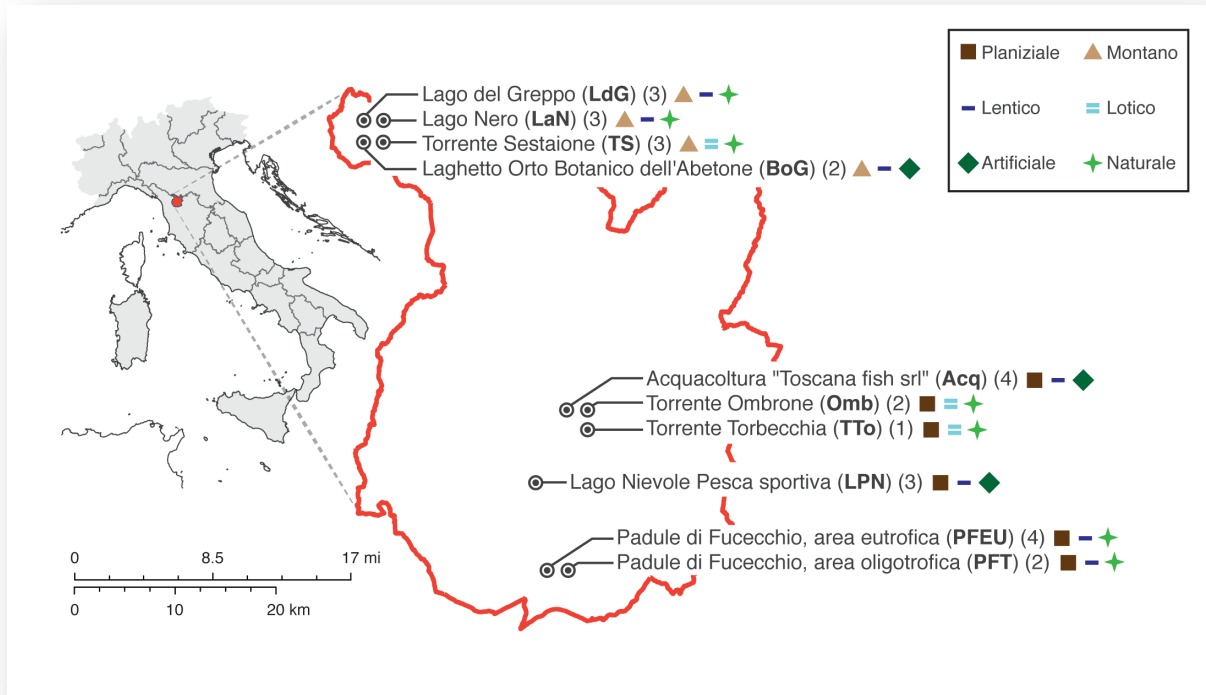 Planiziale Montano
Lentico Lotico
Artificiale Naturale
Lago del Greppo (LdG) (3)
Lago Nero (LaN) (3)
Torrente Sestaione (TS) (3)
Laghetto Orto Botanico dell'Abetone (BoG) (2)
Acquacoltura "Toscana fish srl" (Acq) (4)
Torrente Ombrone (Omb) (2)
Torrente Torbecchia (TTo) (1)
Lago Nievole Pesca sportiva (LPN) (3)
Padule di Fucecchio, area eutrofica (PFEU) (4)
Padule di Fucecchio, area oligotrofica (PFT) (2)
0 8.5 17 mi
0 10 20 km